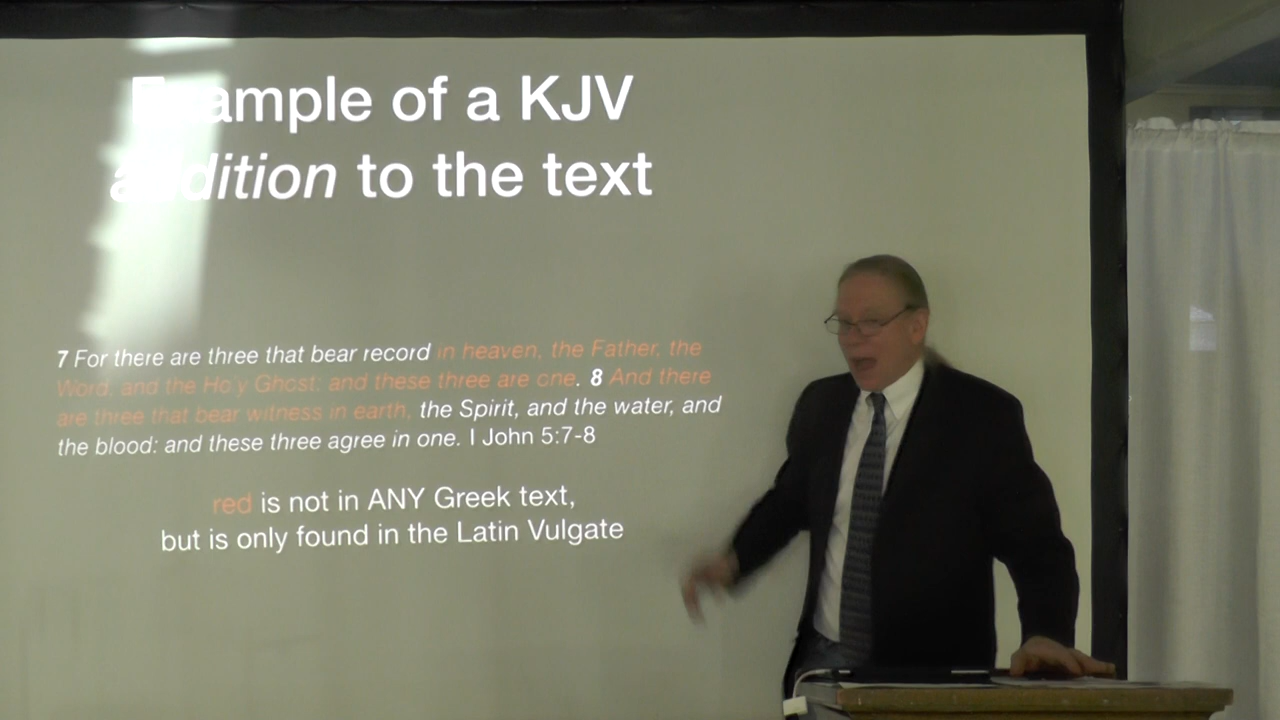 Example of a KJV
addition to the text
7 For there are three that bear record in heaven, the Father, the
Word, and the Holy Ghost: and these three are one. 8 And there
are three that bear witness in earth, the Spirit, and the water, and
the blood: and these three agree in one. I John 5:7-8
red is not in ANY Greek text,
but is only found in the Latin Vulgate